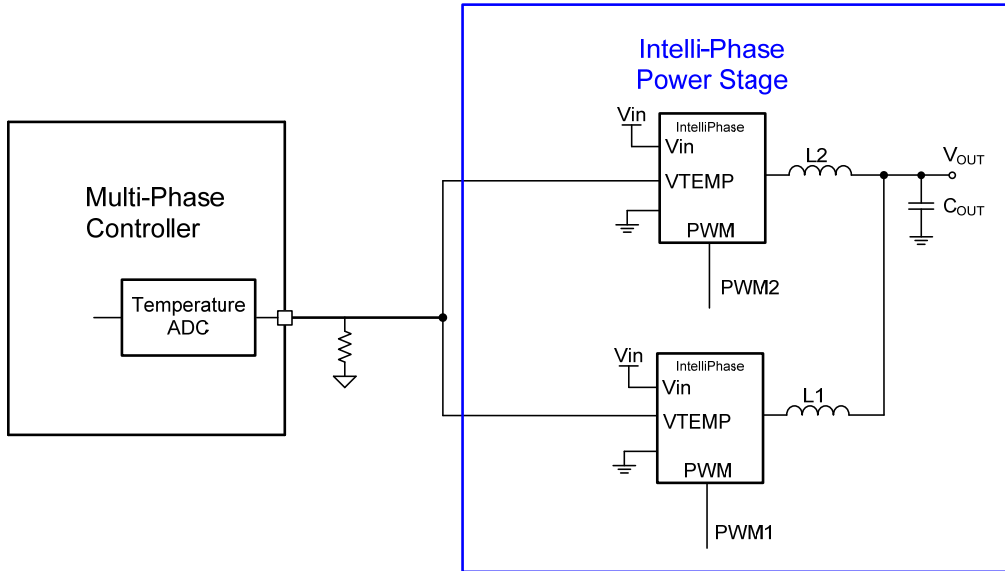 Intelli-Phase
Power Stage
Multi-Phase
Controller
Temperature
ADC
Vin
IntelliPhase
Vin
VTEMP
PWM
PWM2
L2
VOUT
COUT
Vin
IntelliPhase
Vin
VTEMP
PWM
PWM1
L1